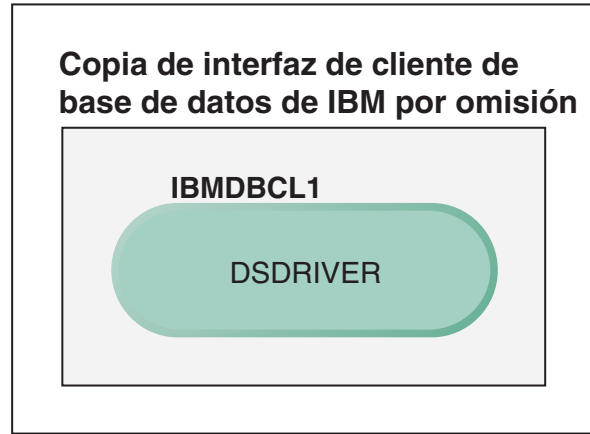 Copia de interfaz de cliente de
base de datos de IBM por omisión
IBMDBCL1
DSDRIVER